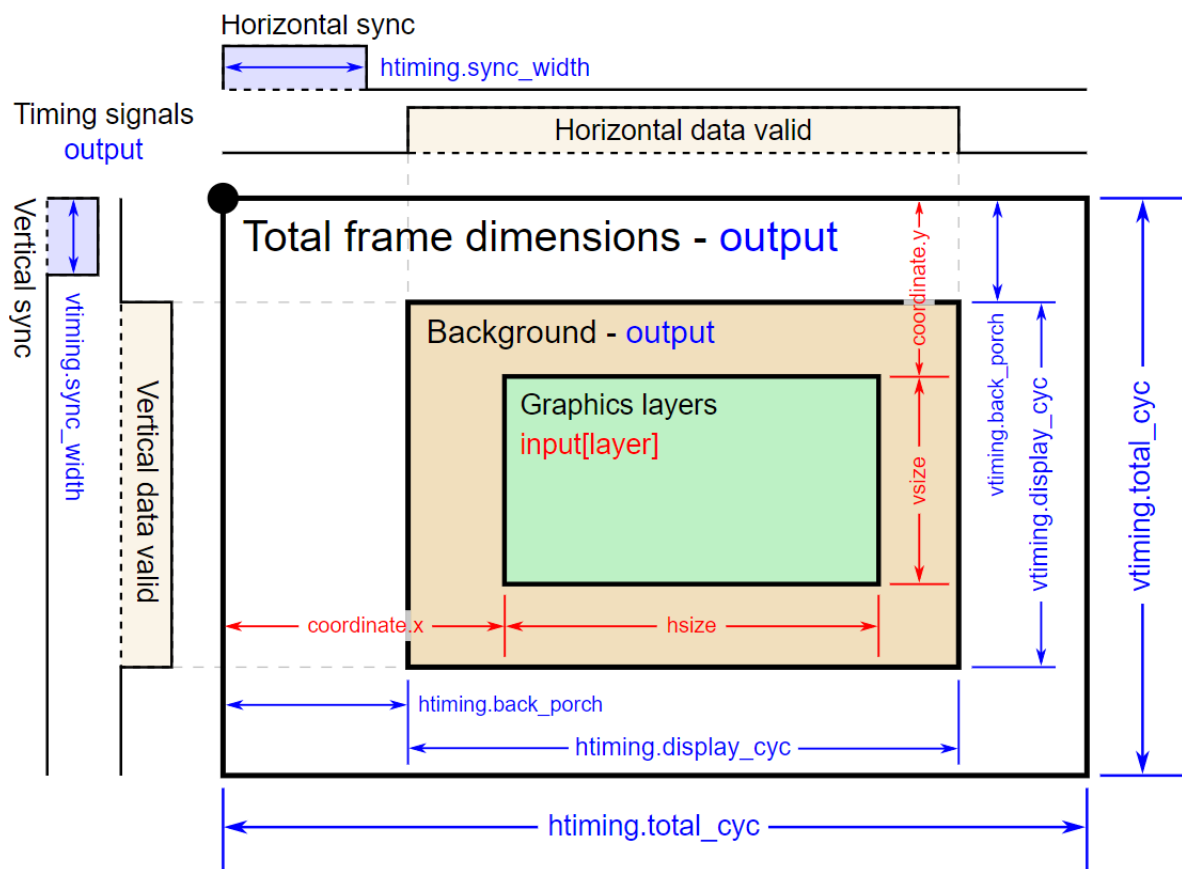 Horizontal sync
htiming.sync_width
Timing signals
output
Horizontal data valid
Vertical sync
vtiming.sync_width
Vertical data valid
Total frame dimensions - output
coordinate.y
vtiming.back_porch
Background - output
Graphics layers
input[layer]
vsize
vtiming.display_cyc
vtiming.total_cyc
coordinate.x
hsize
htiming.back_porch
htiming.display_cyc
htiming.total_cyc